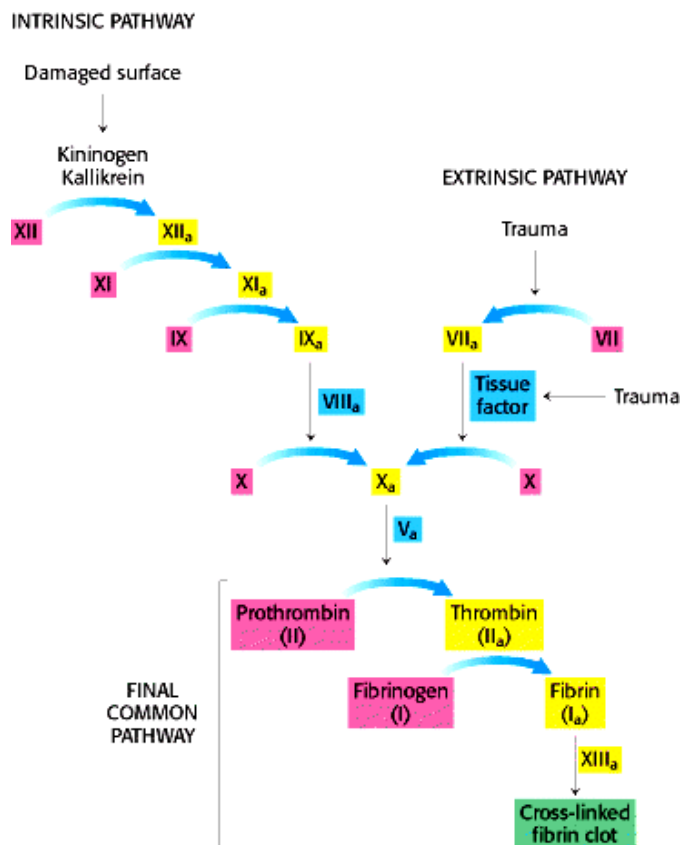 INTRINSIC PATHWAY
Damaged surface
Kininogen
Kallikrein
EXTRINSIC PATHWAY
Trauma
XII
XIIa
XI
XIa
IX
IXa
VIIa
VII
VIIIa
Tissue
factor
Trauma
X
Xa
X
Va
Prothrombin
(II)
Thrombin
(IIa)
Fibrinogen
(I)
Fibrin
(Ia)
FINAL
COMMON
PATHWAY
XIIIa
Cross-linked
fibrin clot